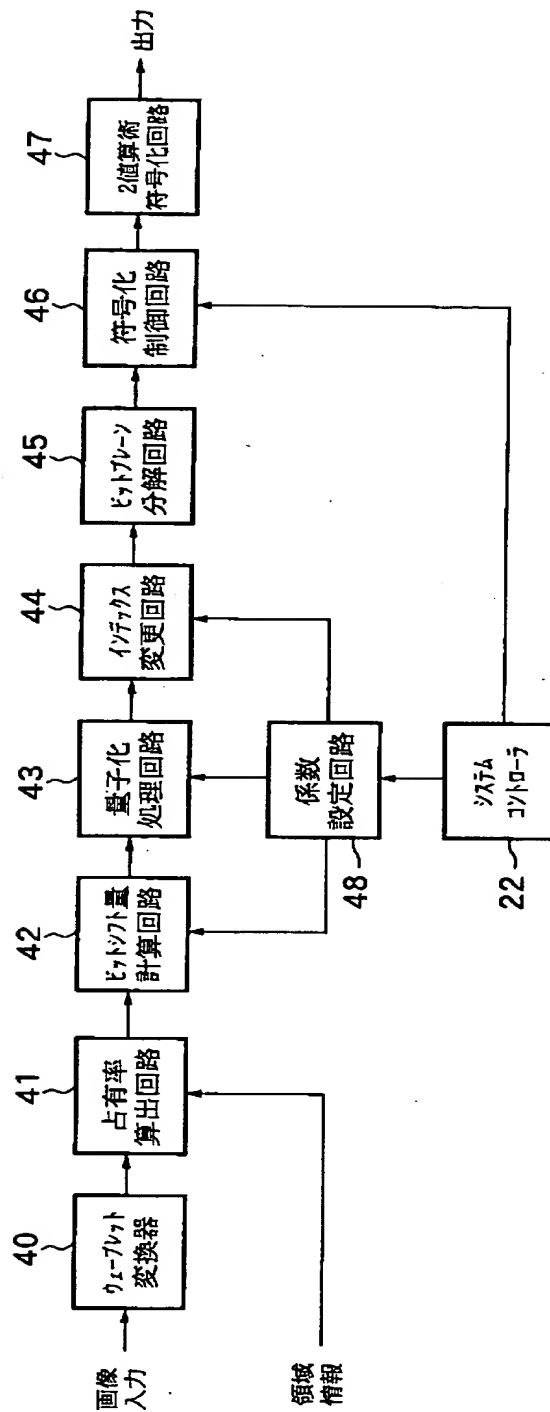 画像
入力
40
ウェーブレット
変換器
41
占有率
算出回路
42
ビットシフト量
計算回路
43
量子化
処理回路
44
インデックス
変更回路
45
ビットプレーン
分解回路
46
符号化
制御回路
47
2値算術
符号化回路
出力
領域
情報
係数
設定回路
48
システム
コントローラ
22